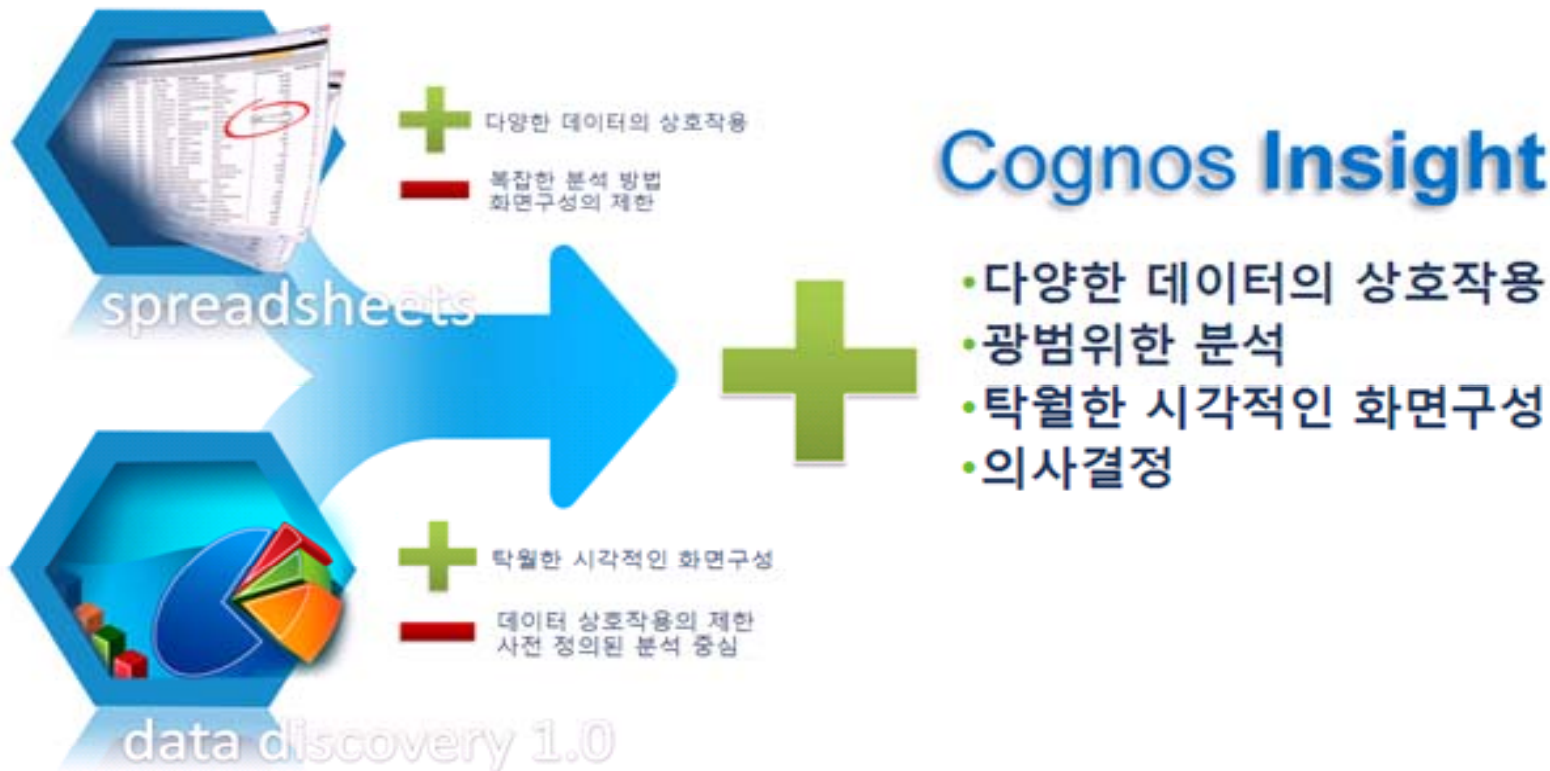 다양한 데이터의 상호작용
복잡한 분석 방법
화면구성의 제한
spreadsheets
Cognos Insight
•다양한 데이터의 상호작용
•광범위한 분석
•탁월한 시각적인 화면구성
•의사결정
탁월한 시각적인 화면구성
데이터 상호작용의 제한
사전 정의된 분석 중심
data discovery 1.0